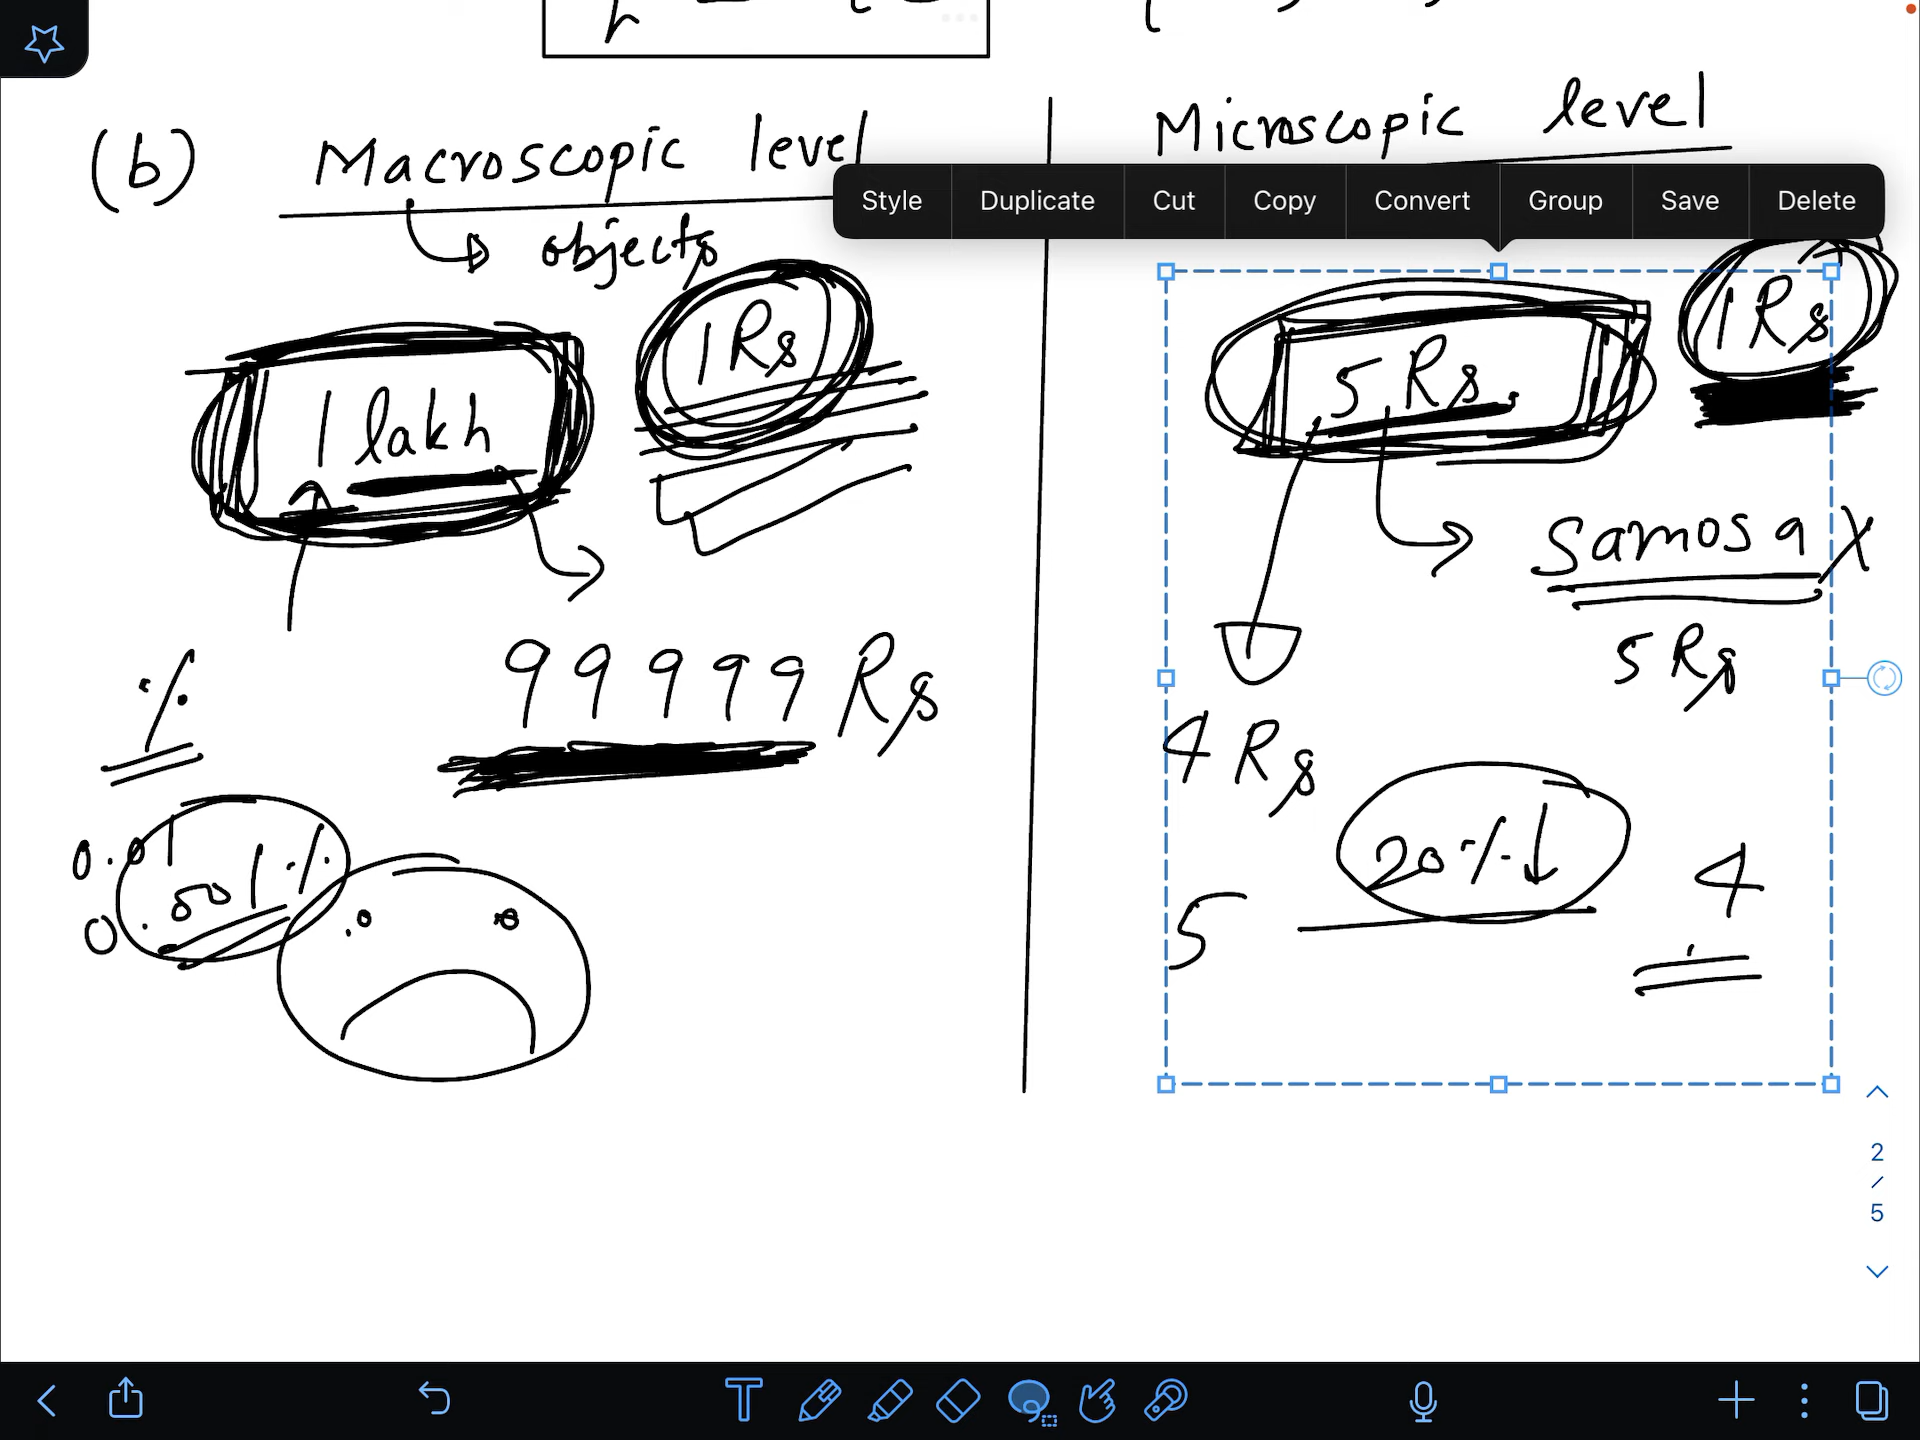 (b) Macroscopic level
objects
1 lakh
1 Rs
99999 Rs
%
0.01
0.001%
Microscopic level
Style Duplicate Cut Copy Convert Group Save Delete
5 Rs.
1 Rs
Samosa X
5 Rs
4 Rs
5 20%↓ 4
2
/
5
T